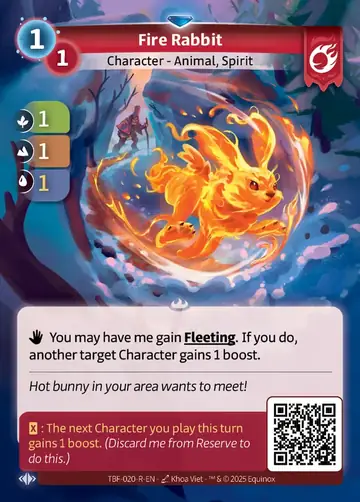 1
1
Fire Rabbit
Character - Animal, Spirit
1
1
1
You may have me gain Fleeting. If you do,
another target Character gains 1 boost.
Hot bunny in your area wants to meet!
X : The next Character you play this turn
gains 1 boost. (Discard me from Reserve to
do this.)
TBF-020-R-EN - Khoa Viet - ™ & © 2025 Equinox